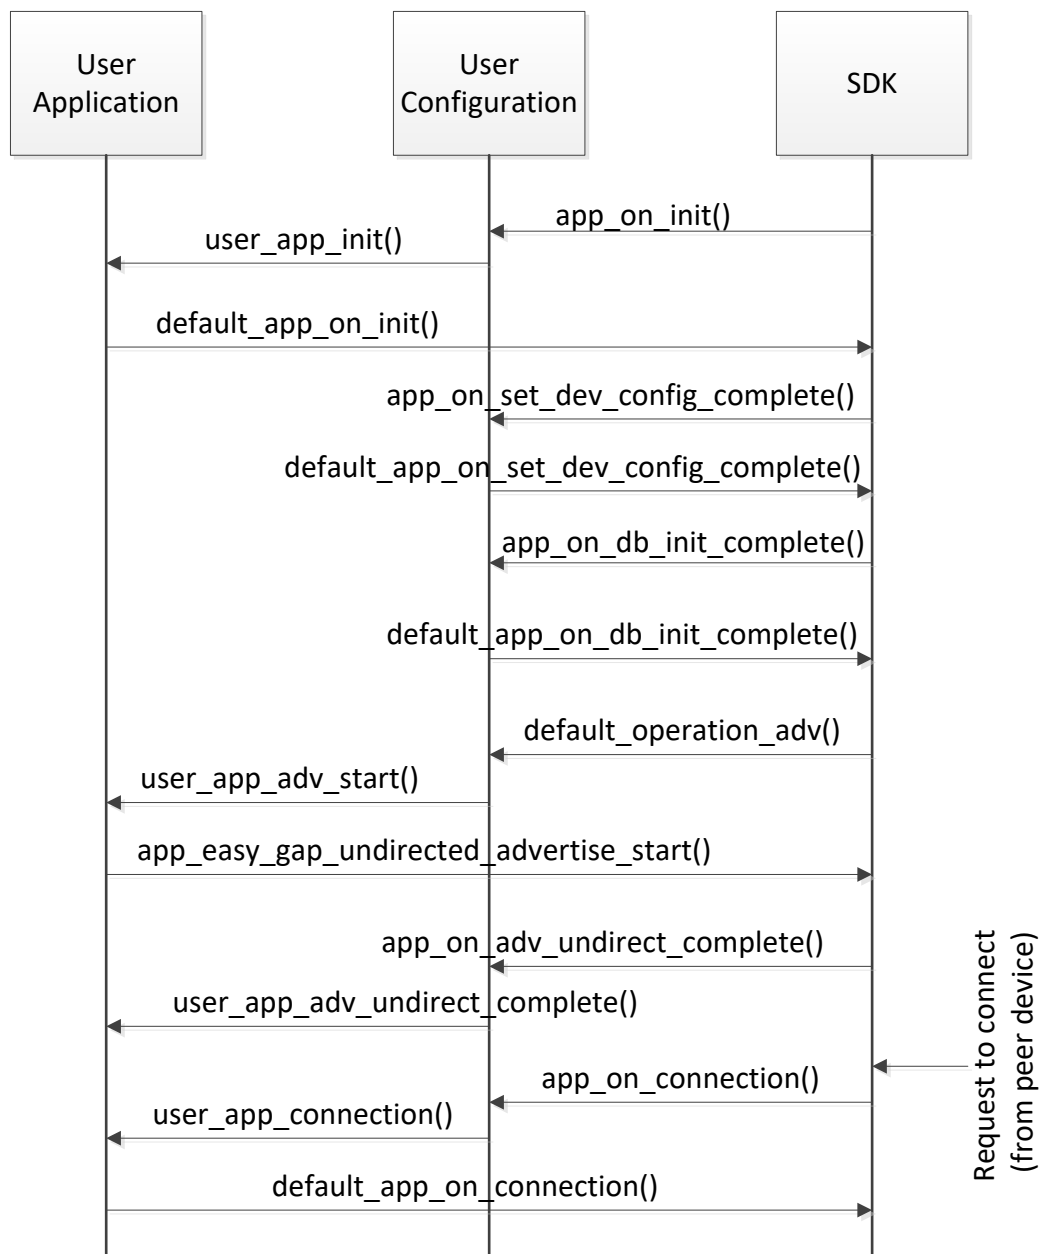 User
Application
User
Configuration
SDK
app_on_init()
user_app_init()
default_app_on_init()
app_on_set_dev_config_complete()
default_app_on_set_dev_config_complete()
app_on_db_init_complete()
default_app_on_db_init_complete()
default_operation_adv()
user_app_adv_start()
app_easy_gap_undirected_advertise_start()
app_on_adv_undirect_complete()
user_app_adv_undirect_complete()
Request to connect
(from peer device)
app_on_connection()
user_app_connection()
default_app_on_connection()